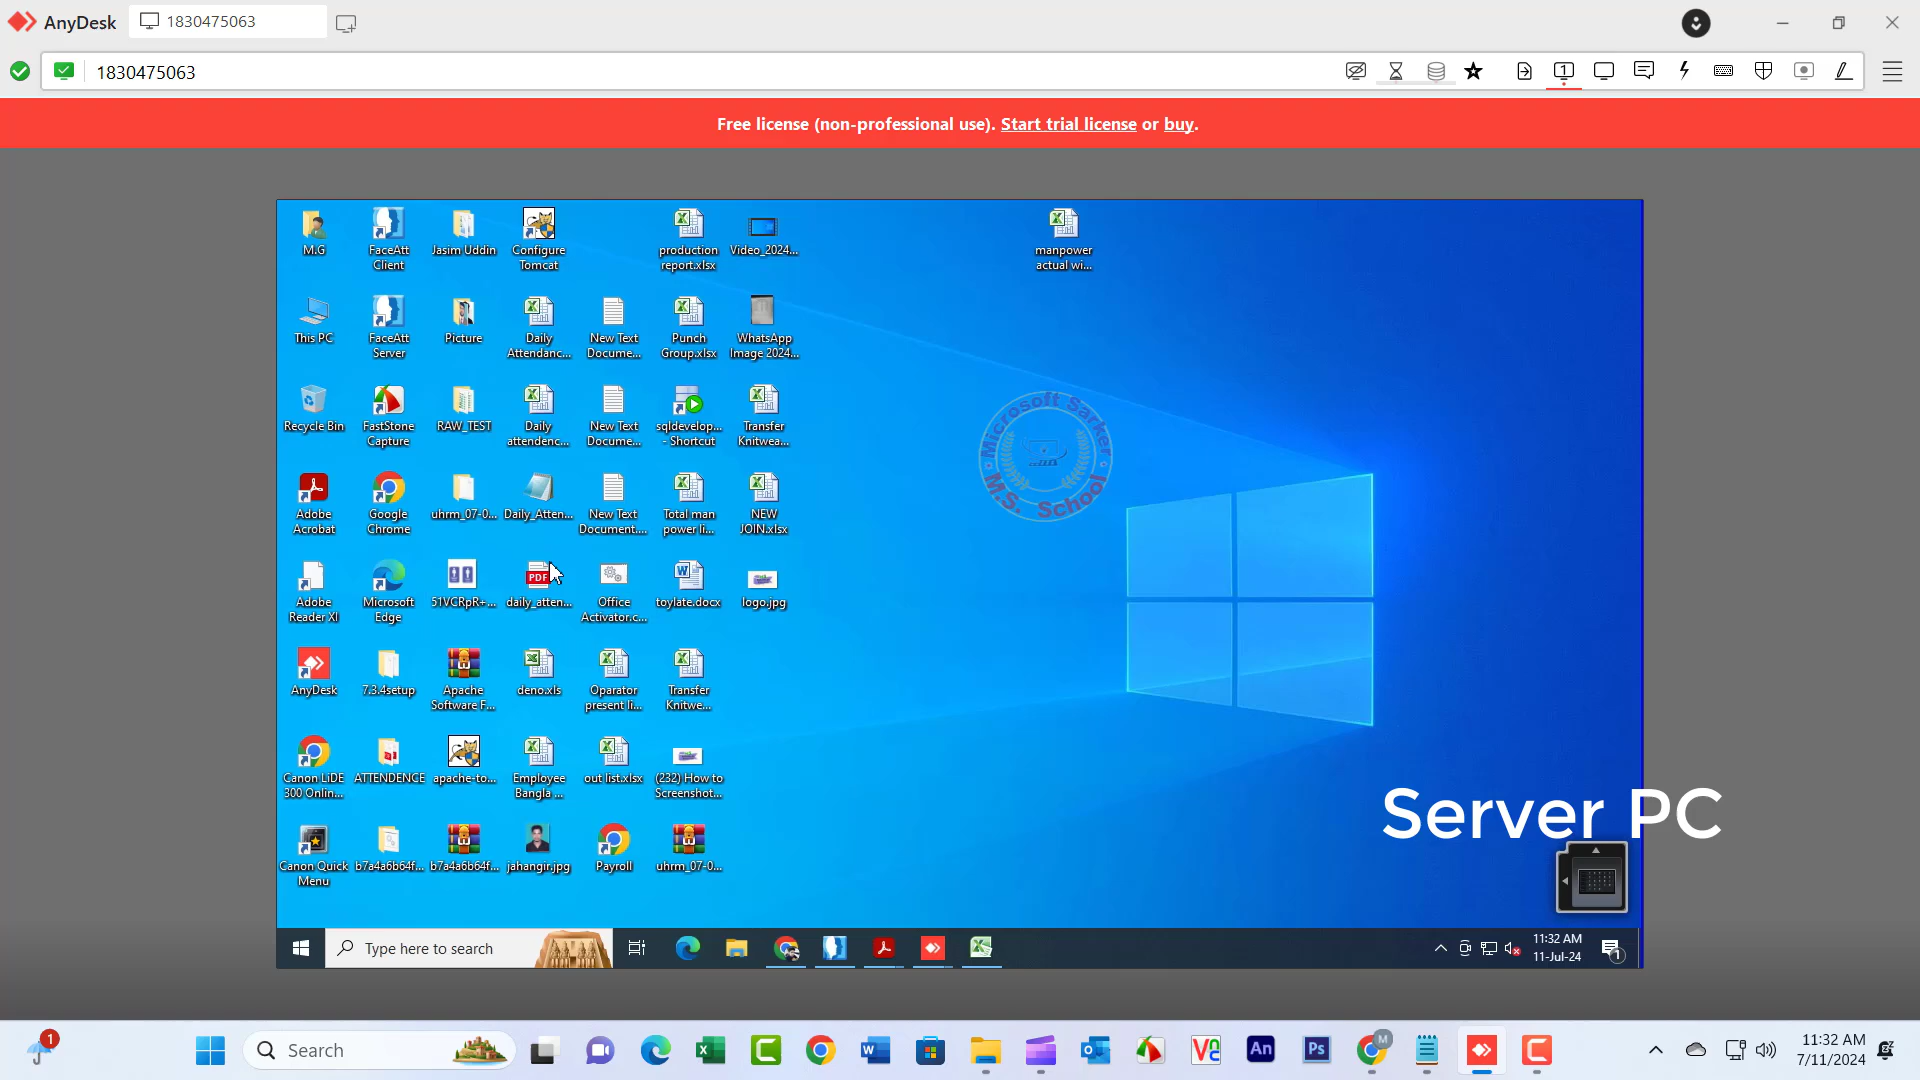 AnyDesk
1830475063
1830475063
Free license (non-professional use). Start trial license or buy.
M.G
FaceAtt Client
Jasim Uddin
Configure Tomcat
production report.xlsx
Video_2024...
manpower actual wi...
This PC
FaceAtt Server
Picture
Daily Attendanc...
New Text Docume...
Punch Group.xlsx
WhatsApp Image 2024...
Recycle Bin
FastStone Capture
RAW_TEST
Daily attendenc...
New Text Docume...
sqldevelop... - Shortcut
Transfer Knitwea...
Microsoft Sarker
M.S. School
Adobe Acrobat
Google Chrome
uhrm_07-0...
Daily_Atten...
New Text Document....
Total man power li...
NEW JOIN.xlsx
Adobe Reader XI
Microsoft Edge
51VCRpR+...
PDF
daily_atten...
Office Activator.c...
toylate.docx
logo.jpg
AnyDesk
7.3.4setup
Apache Software F...
deno.xls
Oparator present li...
Transfer Knitwe...
Canon LiDE 300 Onlin...
ATTENDENCE
apache-to...
Employee Bangla ...
out list.xlsx
(232) How to Screenshot...
Server PC
Canon Quick Menu
b7a4a6b64f...
b7a4a6b64f...
jahangir.jpg
Payroll
uhrm_07-0...
Type here to search
11:32 AM
11-Jul-24
1
1
Search
11:32 AM
7/11/2024